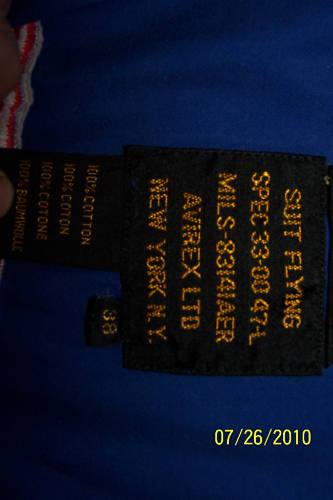 SUIT FLYING
SPEC 33-00 47-L
MLS-83141AER
AVIREX LTD
NEW YORK N.Y.
100% COTTON
100% COTTON
100% COTONE
100% BAUMWOLLE
38
07/26/2010